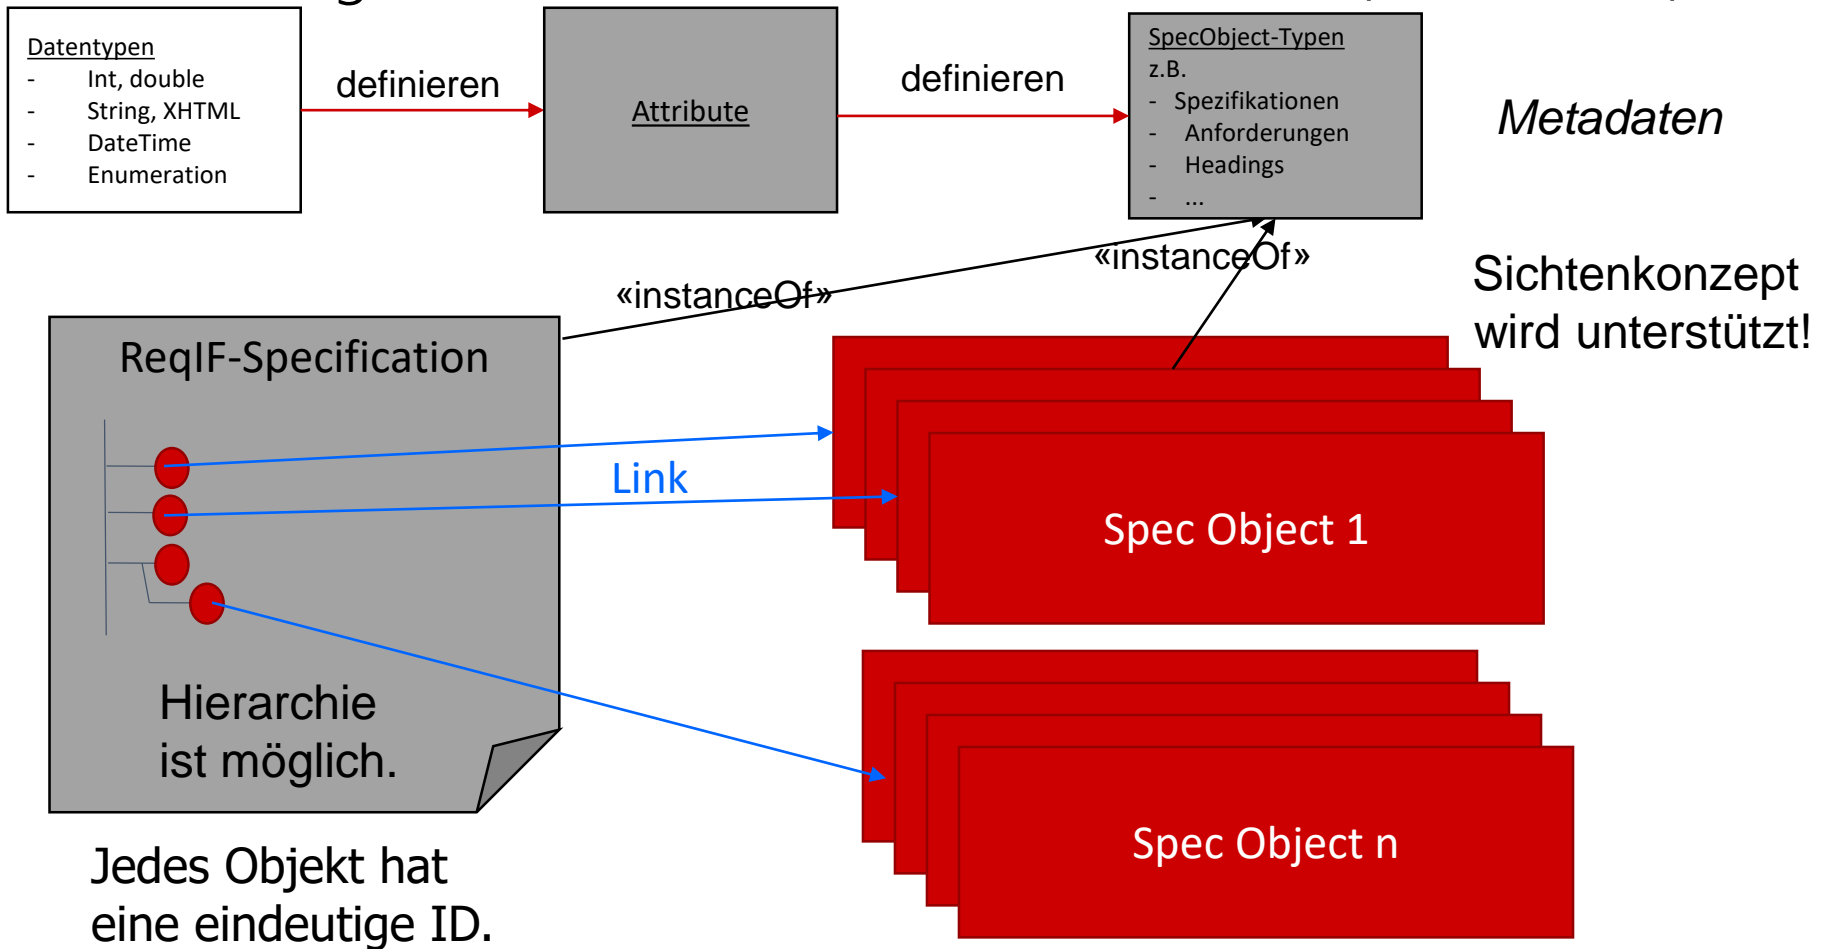 Datentypen
- Int, double
- String, XHTML
- DateTime
- Enumeration
definieren
Attribute
definieren
SpecObject-Typen
z.B.
- Spezifikationen
- Anforderungen
- Headings
- ...
Metadaten
«instanceOf»
«instanceOf»
Sichtenkonzept
wird unterstützt!
ReqIF-Specification
Link
Spec Object 1
Hierarchie
ist möglich.
Spec Object n
Jedes Objekt hat
eine eindeutige ID.